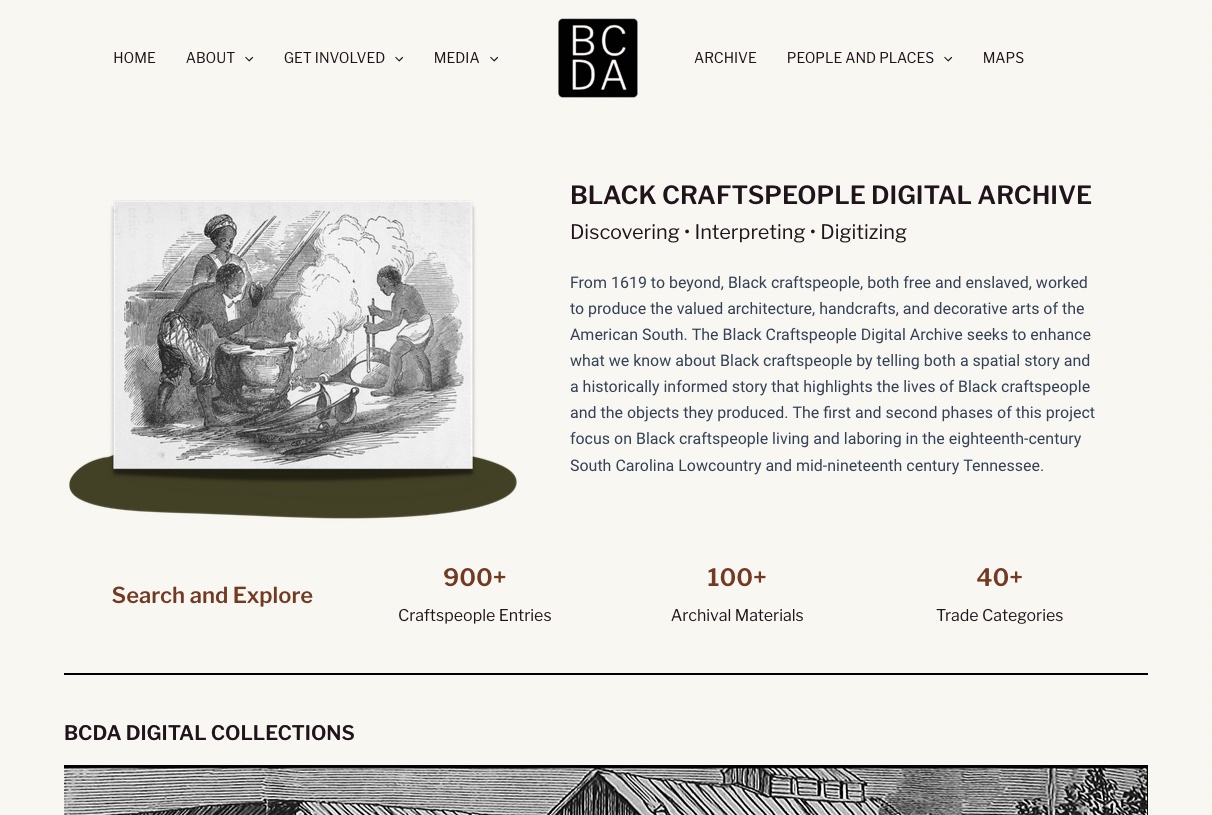 HOME
ABOUT
GET INVOLVED
MEDIA
BC
DA
ARCHIVE
PEOPLE AND PLACES
MAPS
BLACK CRAFTSPEOPLE DIGITAL ARCHIVE
Discovering • Interpreting • Digitizing
From 1619 to beyond, Black craftspeople, both free and enslaved, worked
to produce the valued architecture, handcrafts, and decorative arts of the
American South. The Black Craftspeople Digital Archive seeks to enhance
what we know about Black craftspeople by telling both a spatial story and
a historically informed story that highlights the lives of Black craftspeople
and the objects they produced. The first and second phases of this project
focus on Black craftspeople living and laboring in the eighteenth-century
South Carolina Lowcountry and mid-nineteenth century Tennessee.
Search and Explore
900+
Craftspeople Entries
100+
Archival Materials
40+
Trade Categories
BCDA DIGITAL COLLECTIONS